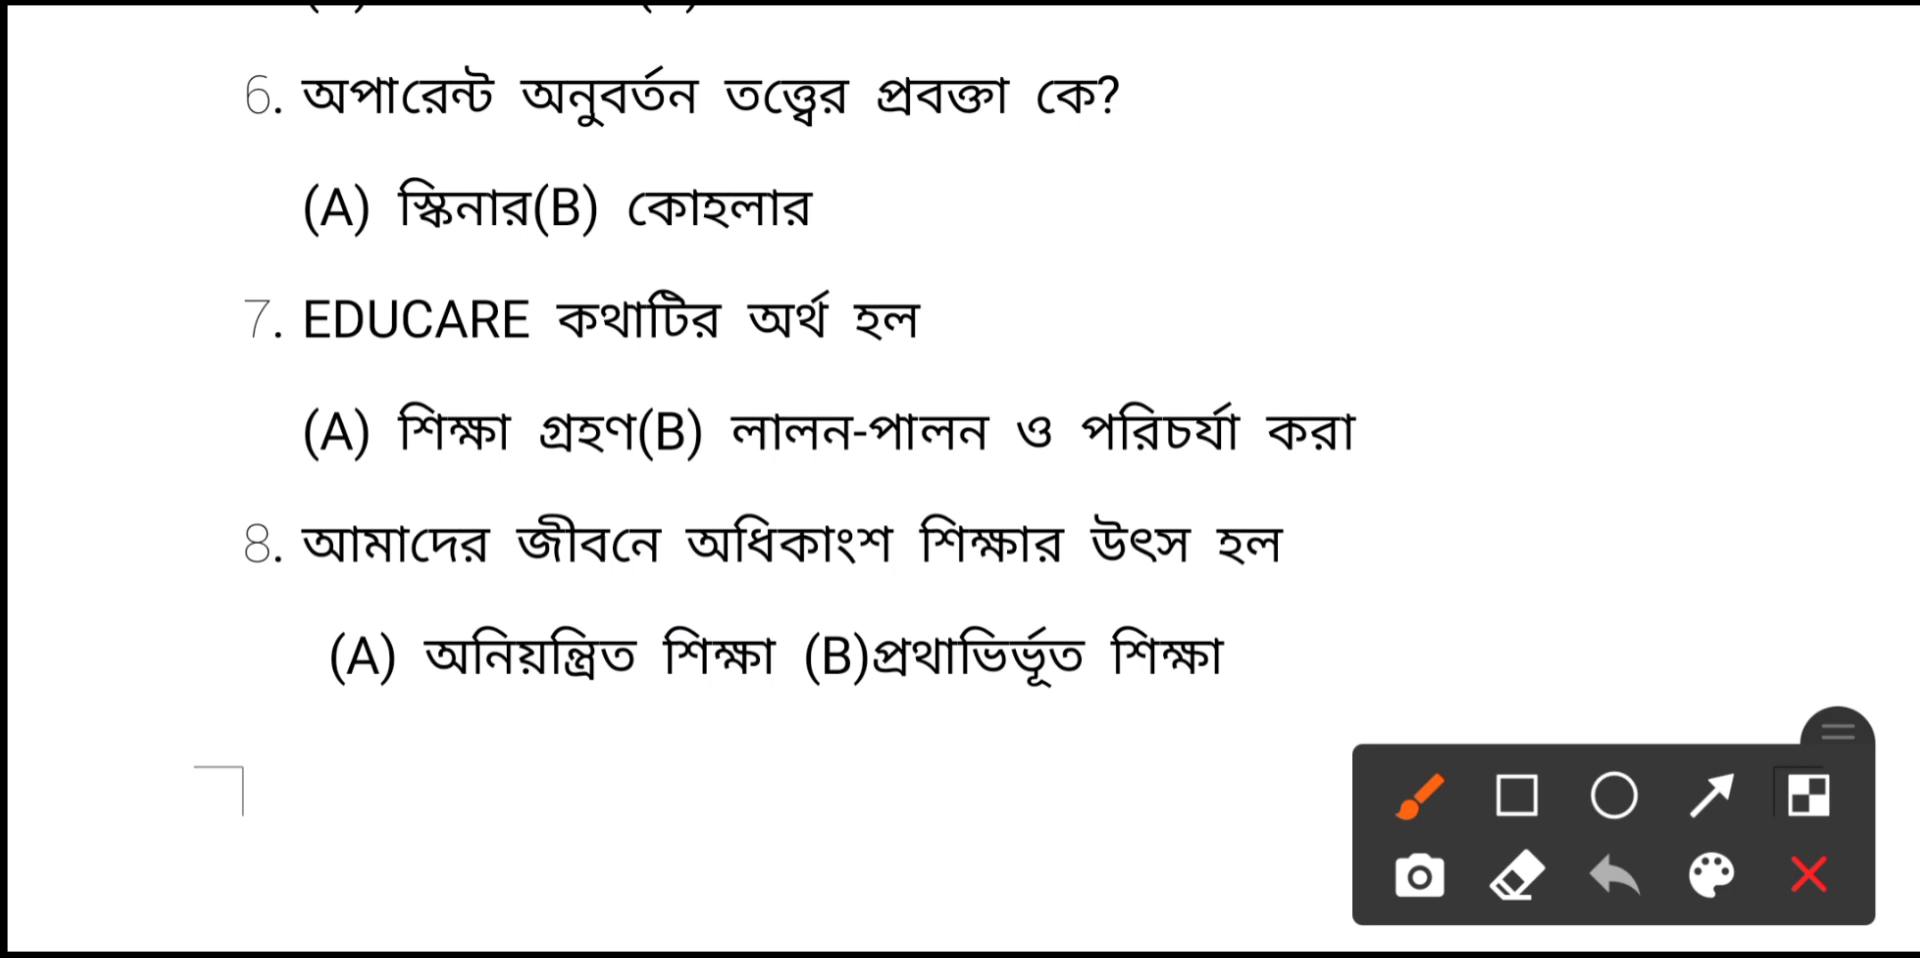 6. অপারেন্ট অনুবর্তন তত্ত্বের প্রবক্তা কে?
(A) স্কিনার(B) কোহলার
7. EDUCARE কথাটির অর্থ হল
(A) শিক্ষা গ্রহণ(B) লালন-পালন ও পরিচর্যা করা
8. আমাদের জীবনে অধিকাংশ শিক্ষার উৎস হল
(A) অনিয়ন্ত্রিত শিক্ষা (B)প্রথাভির্ভূত শিক্ষা